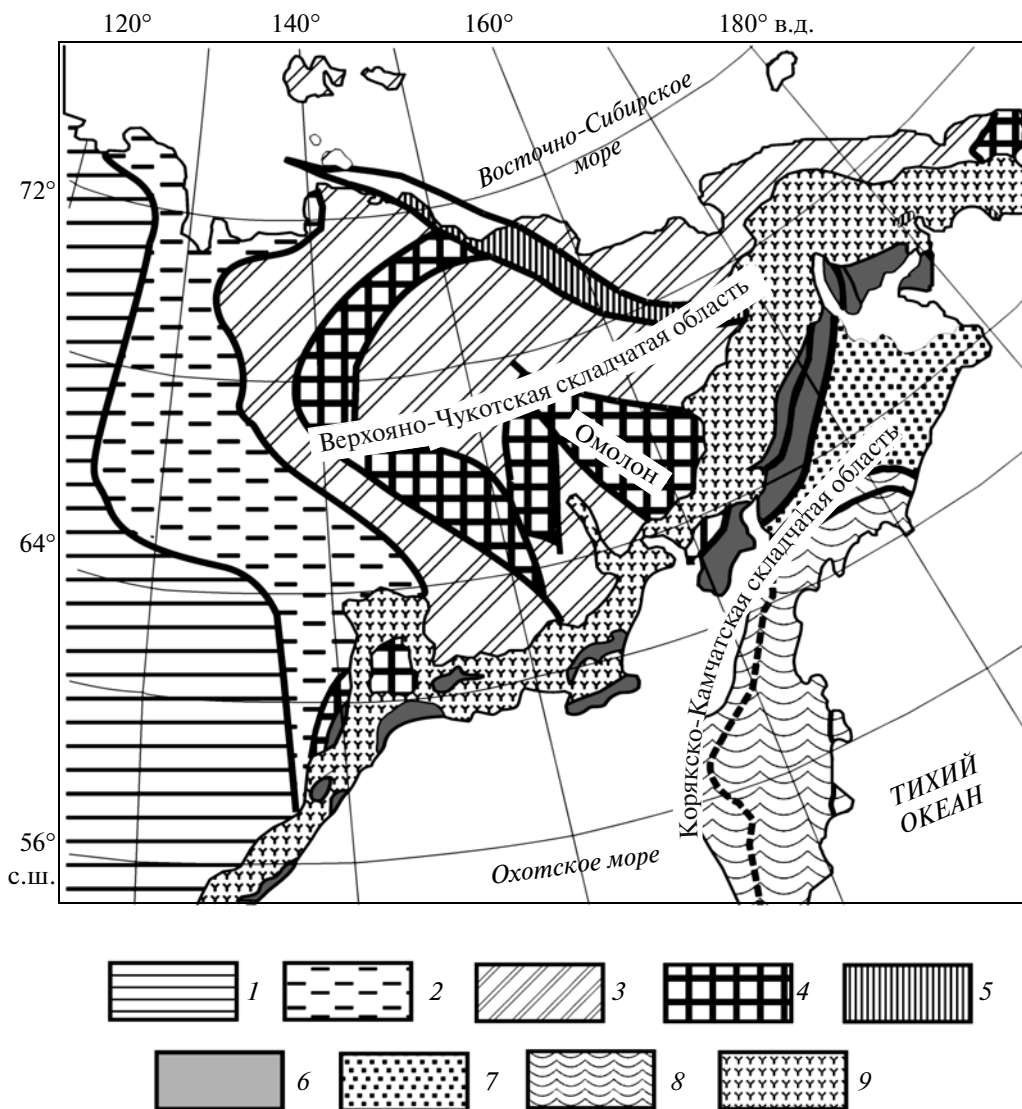 120° 140° 160° 180° в.д.
Восточно-Сибирское
море
72°
Верхояно-Чукотская складчатая область
Омолон
64°
Корякско-Камчатская складчатая область
ТИХИЙ
ОКЕАН
56°
с.ш.
Охотское море
1 2 3 4 5
6 7 8 9